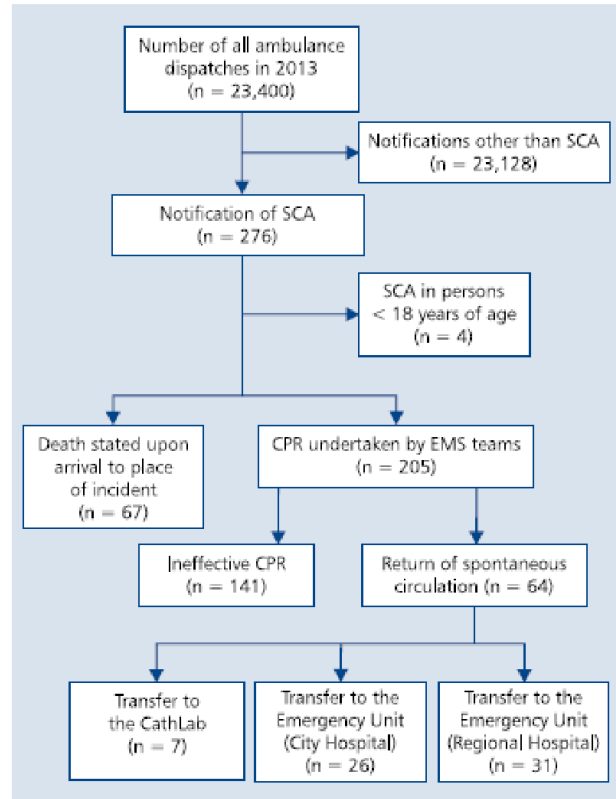 Number of all ambulance
dispatches in 2013
(n = 23,400)
Notifications other than SCA
(n = 23,128)
Notification of SCA
(n = 276)
SCA in persons
< 18 years of age
(n = 4)
Death stated upon
arrival to place
of incident
(n = 67)
CPR undertaken by EMS teams
(n = 205)
Ineffective CPR
(n = 141)
Return of spontaneous
circulation (n = 64)
Transfer to
the CathLab
(n = 7)
Transfer to the
Emergency Unit
(City Hospital)
(n = 26)
Transfer to the
Emergency Unit
(Regional Hospital)
(n = 31)